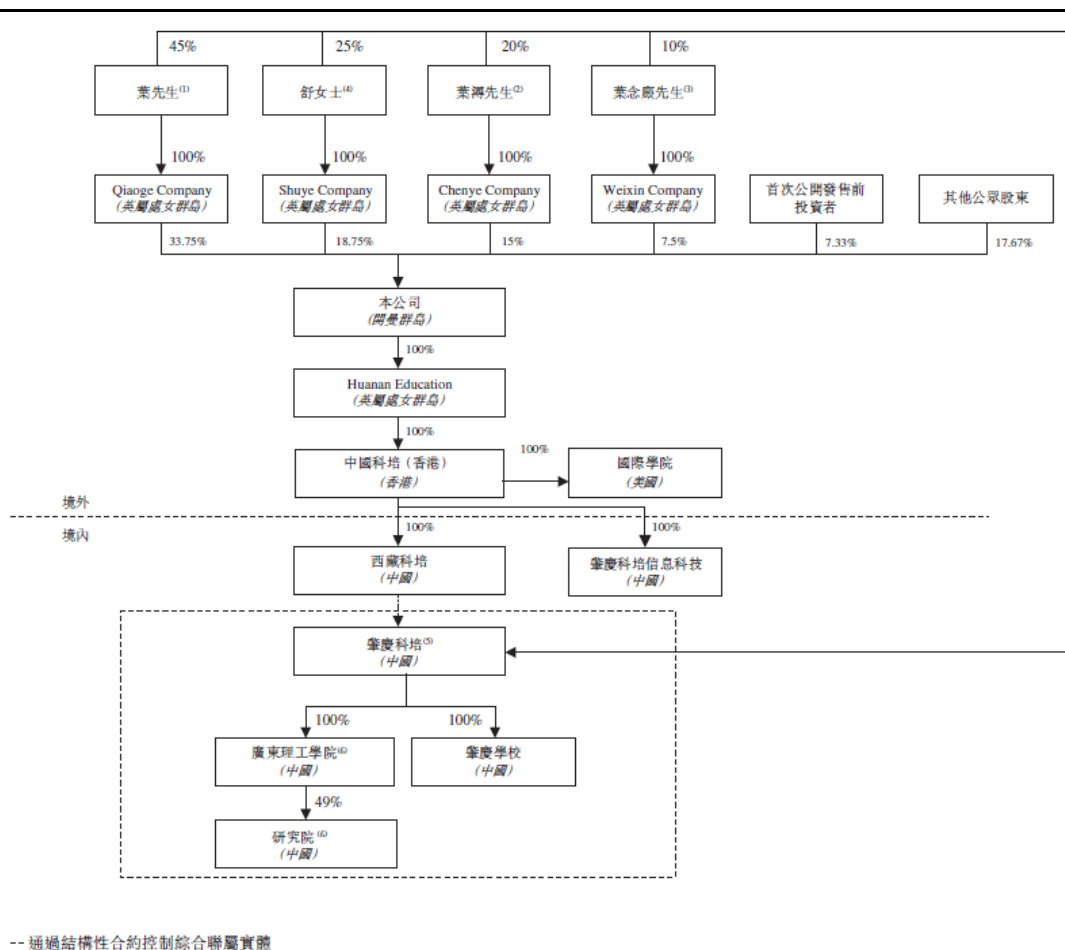 45%
25%
20%
10%
葉先生(1)
舒女士(4)
葉濤先生(2)
葉念廄先生(3)
100%
100%
100%
100%
Qiaoge Company
(英屬處女群島)
Shuye Company
(英屬處女群島)
Chenye Company
(英屬處女群島)
Weixin Company
(英屬處女群島)
首次公開發售前
投資者
其他公眾股東
33.75%
18.75%
15%
7.5%
7.33%
17.67%
本公司
(開曼群島)
100%
Huanan Education
(英屬處女群島)
100%
中國科培(香港)
(香港)
100%
國際學院
(美國)
境外
境內
100%
100%
西藏科培
(中國)
肇慶科培信息科技
(中國)
肇慶科培(5)
(中國)
100%
100%
廣東理工學院(6)
(中國)
肇慶學校
(中國)
49%
研究院(6)
(中國)
-- 通過結構性合約控制綜合聯屬實體